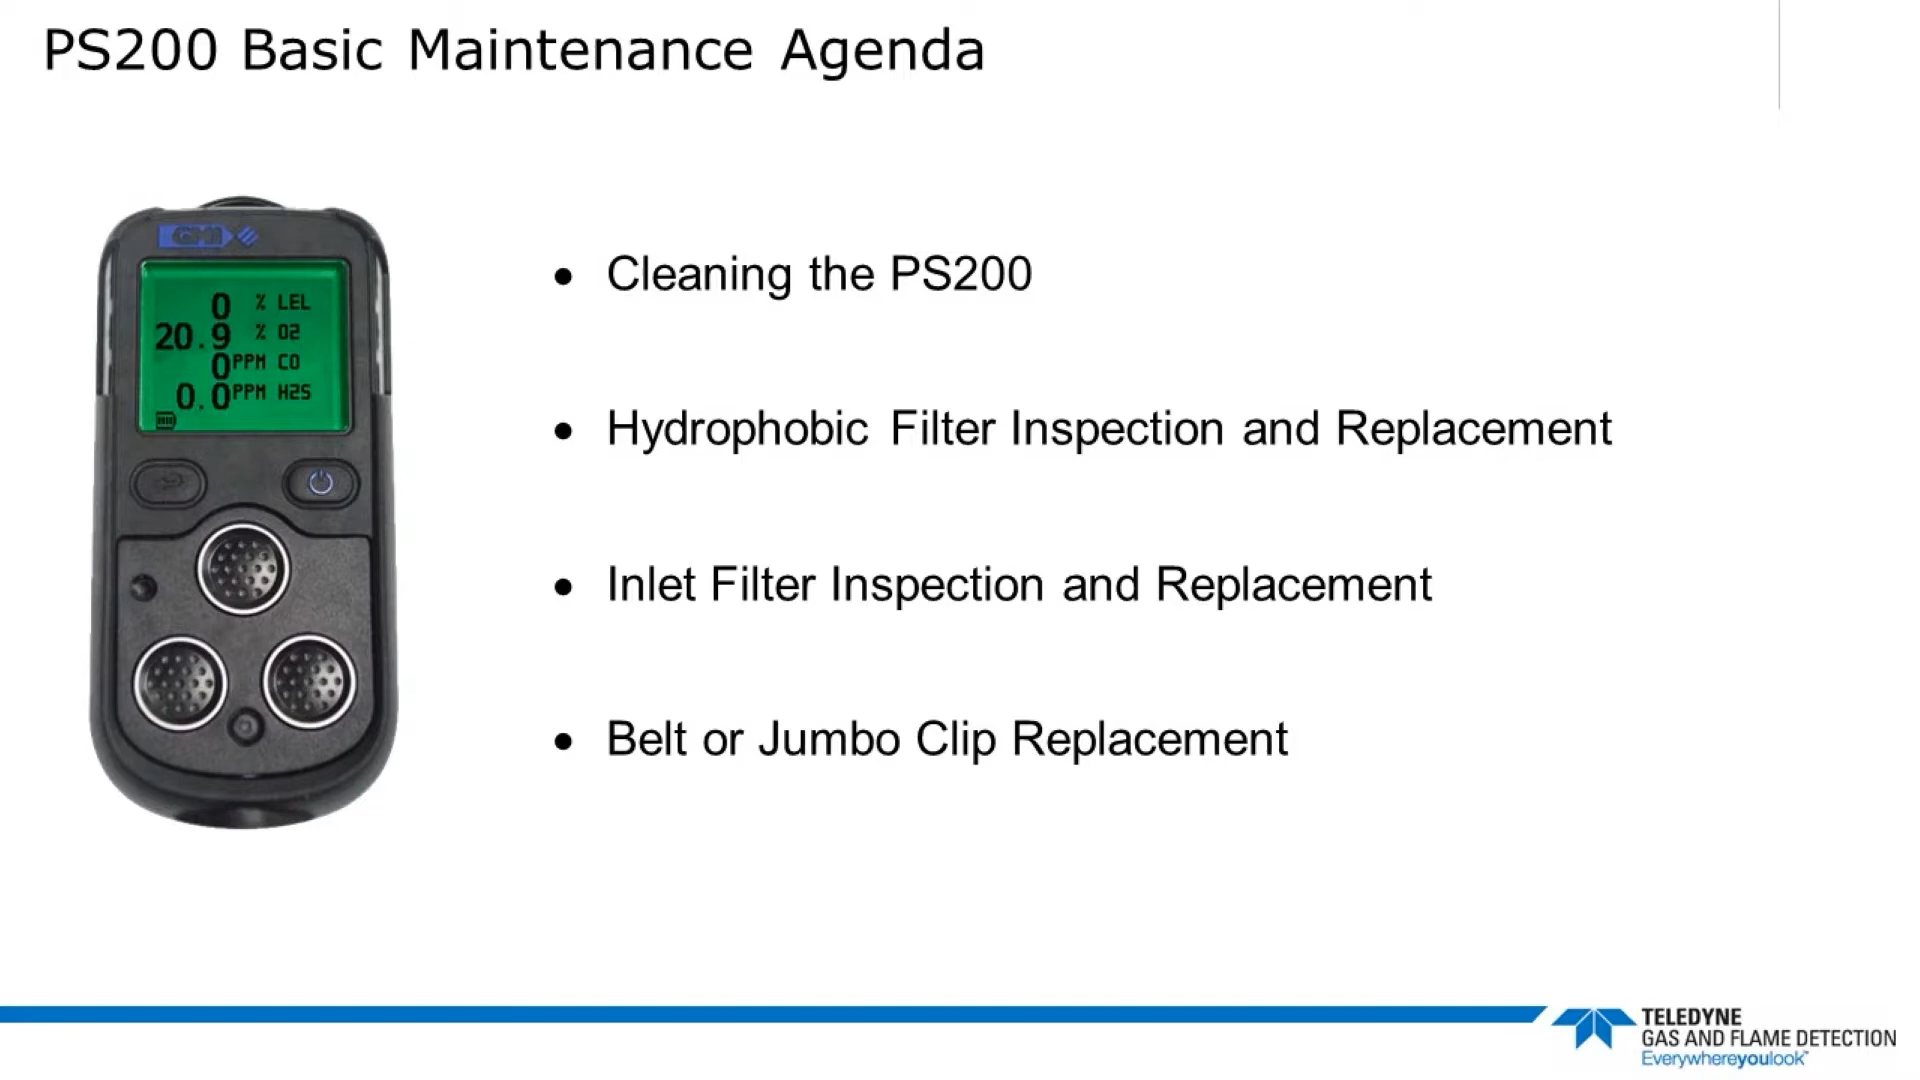 PS200 Basic Maintenance Agenda
GMI
0 % LEL
20.9 % O2
0 PPM CO
0.0 PPM H2S
• Cleaning the PS200
• Hydrophobic Filter Inspection and Replacement
• Inlet Filter Inspection and Replacement
• Belt or Jumbo Clip Replacement
TELEDYNE
GAS AND FLAME DETECTION
Everywhereyoulook™